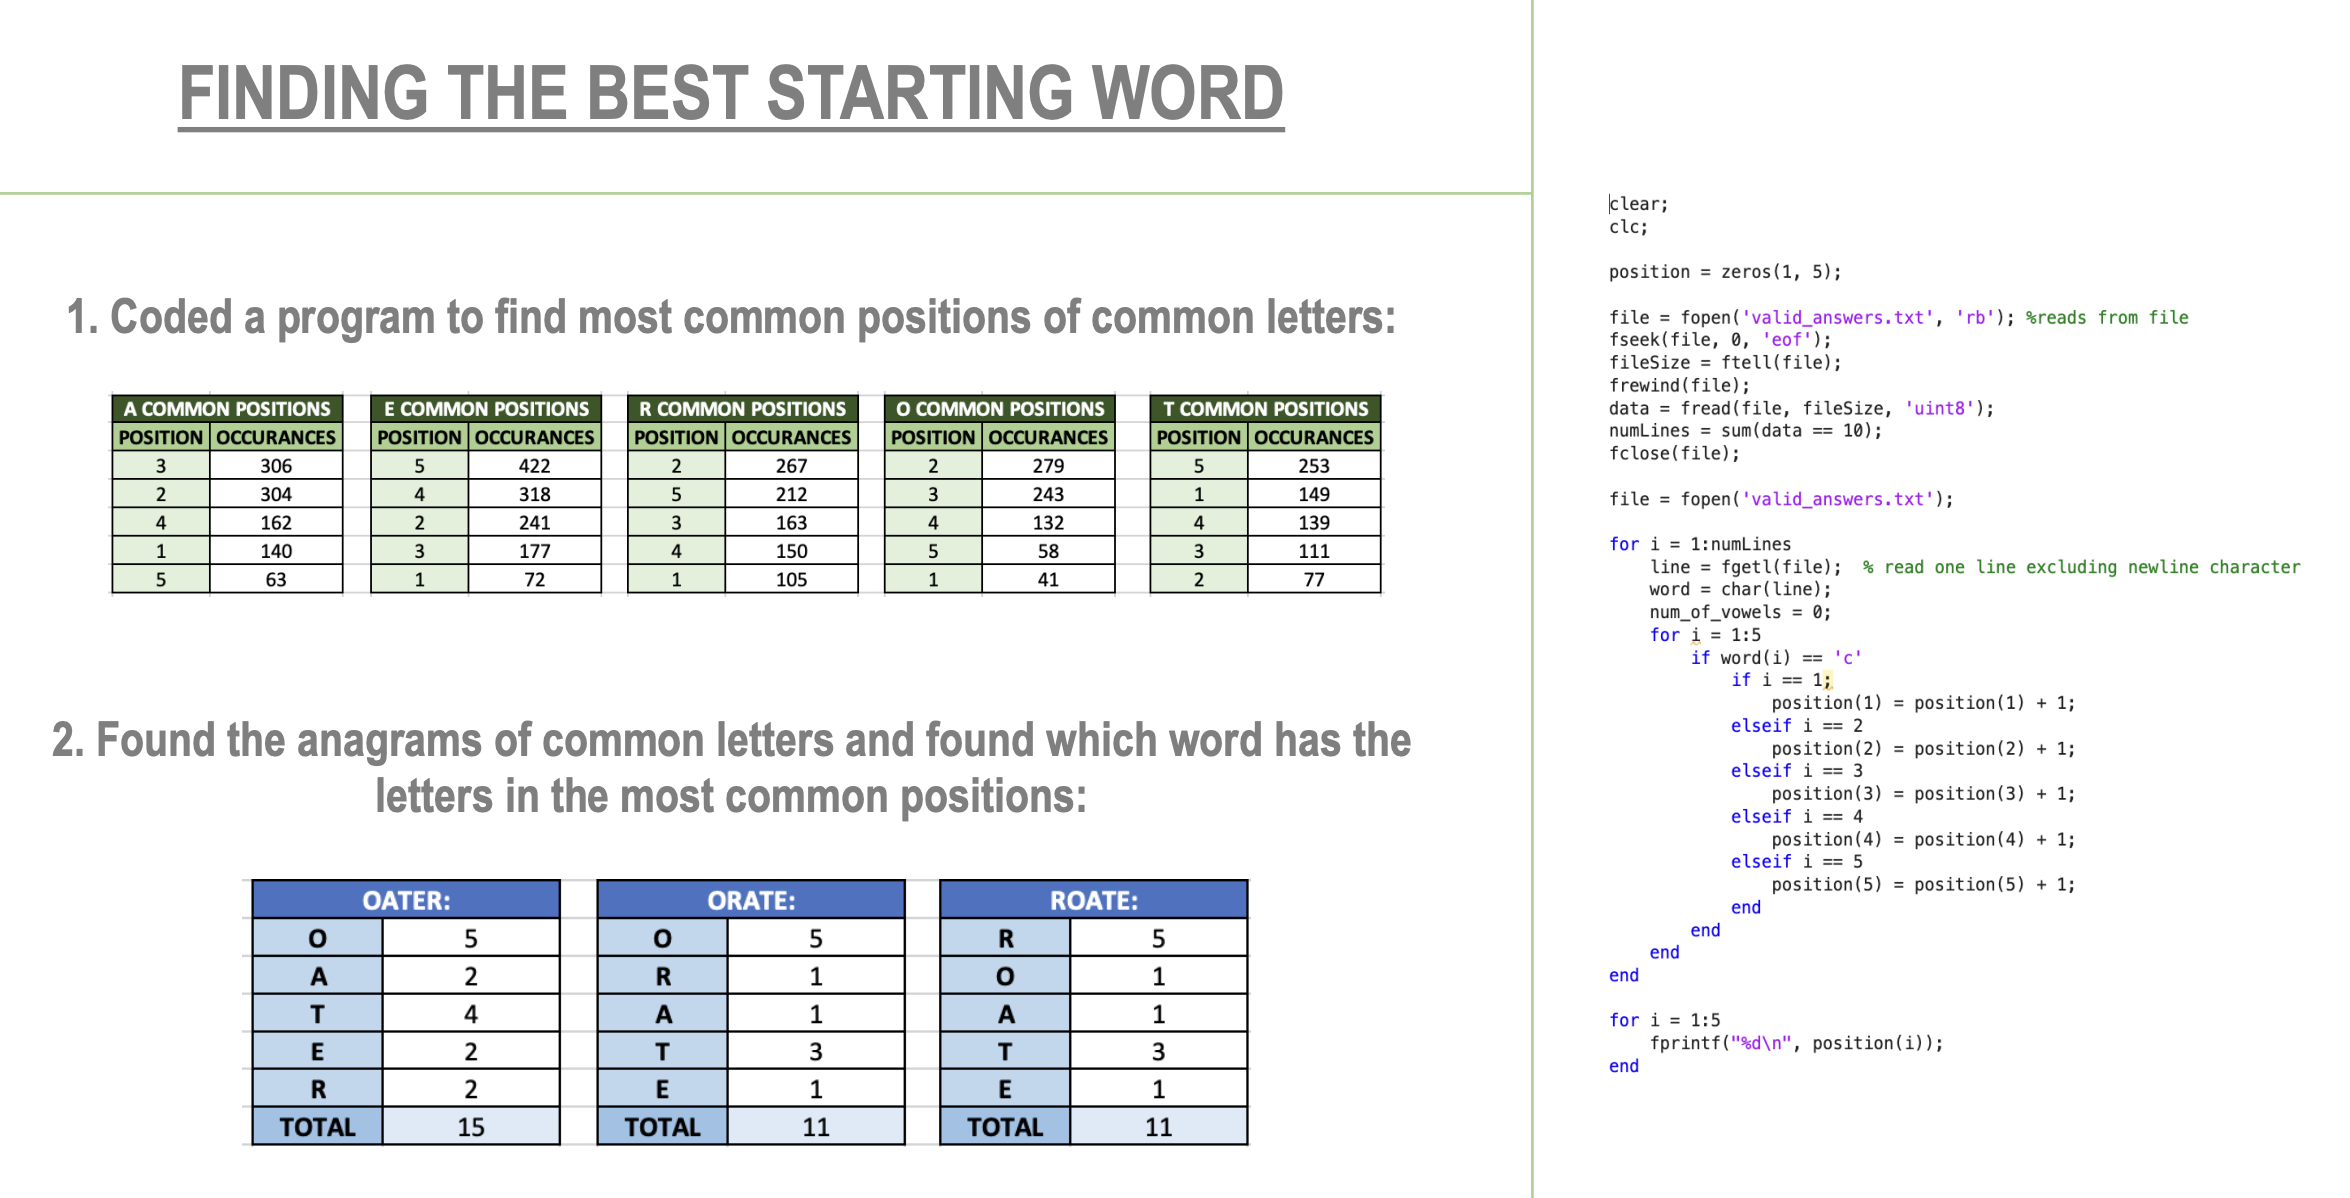 FINDING THE BEST STARTING WORD
1. Coded a program to find most common positions of common letters:
A COMMON POSITIONS
POSITION OCCURANCES
3 306
2 304
4 162
1 140
5 63
E COMMON POSITIONS
POSITION OCCURANCES
5 422
4 318
2 241
3 177
1 72
R COMMON POSITIONS
POSITION OCCURANCES
2 267
5 212
3 163
4 150
1 105
O COMMON POSITIONS
POSITION OCCURANCES
2 279
3 243
4 132
5 58
1 41
T COMMON POSITIONS
POSITION OCCURANCES
5 253
1 149
4 139
3 111
2 77
2. Found the anagrams of common letters and found which word has the
letters in the most common positions:
OATER:
O 5
A 2
T 4
E 2
R 2
TOTAL 15
ORATE:
O 5
R 1
A 1
T 3
E 1
TOTAL 11
ROATE:
R 5
O 1
A 1
T 3
E 1
TOTAL 11
clear;
clc;
position = zeros(1, 5);
file = fopen('valid_answers.txt', 'rb'); %reads from file
fseek(file, 0, 'eof');
fileSize = ftell(file);
frewind(file);
data = fread(file, fileSize, 'uint8');
numLines = sum(data == 10);
fclose(file);
file = fopen('valid_answers.txt');
for i = 1:numLines
    line = fgetl(file);  % read one line excluding newline character
    word = char(line);
    num_of_vowels = 0;
    for i = 1:5
        if word(i) == 'c'
            if i == 1;
                position(1) = position(1) + 1;
            elseif i == 2
                position(2) = position(2) + 1;
            elseif i == 3
                position(3) = position(3) + 1;
            elseif i == 4
                position(4) = position(4) + 1;
            elseif i == 5
                position(5) = position(5) + 1;
            end
        end
    end
end
for i = 1:5
    fprintf("%d\n", position(i));
end